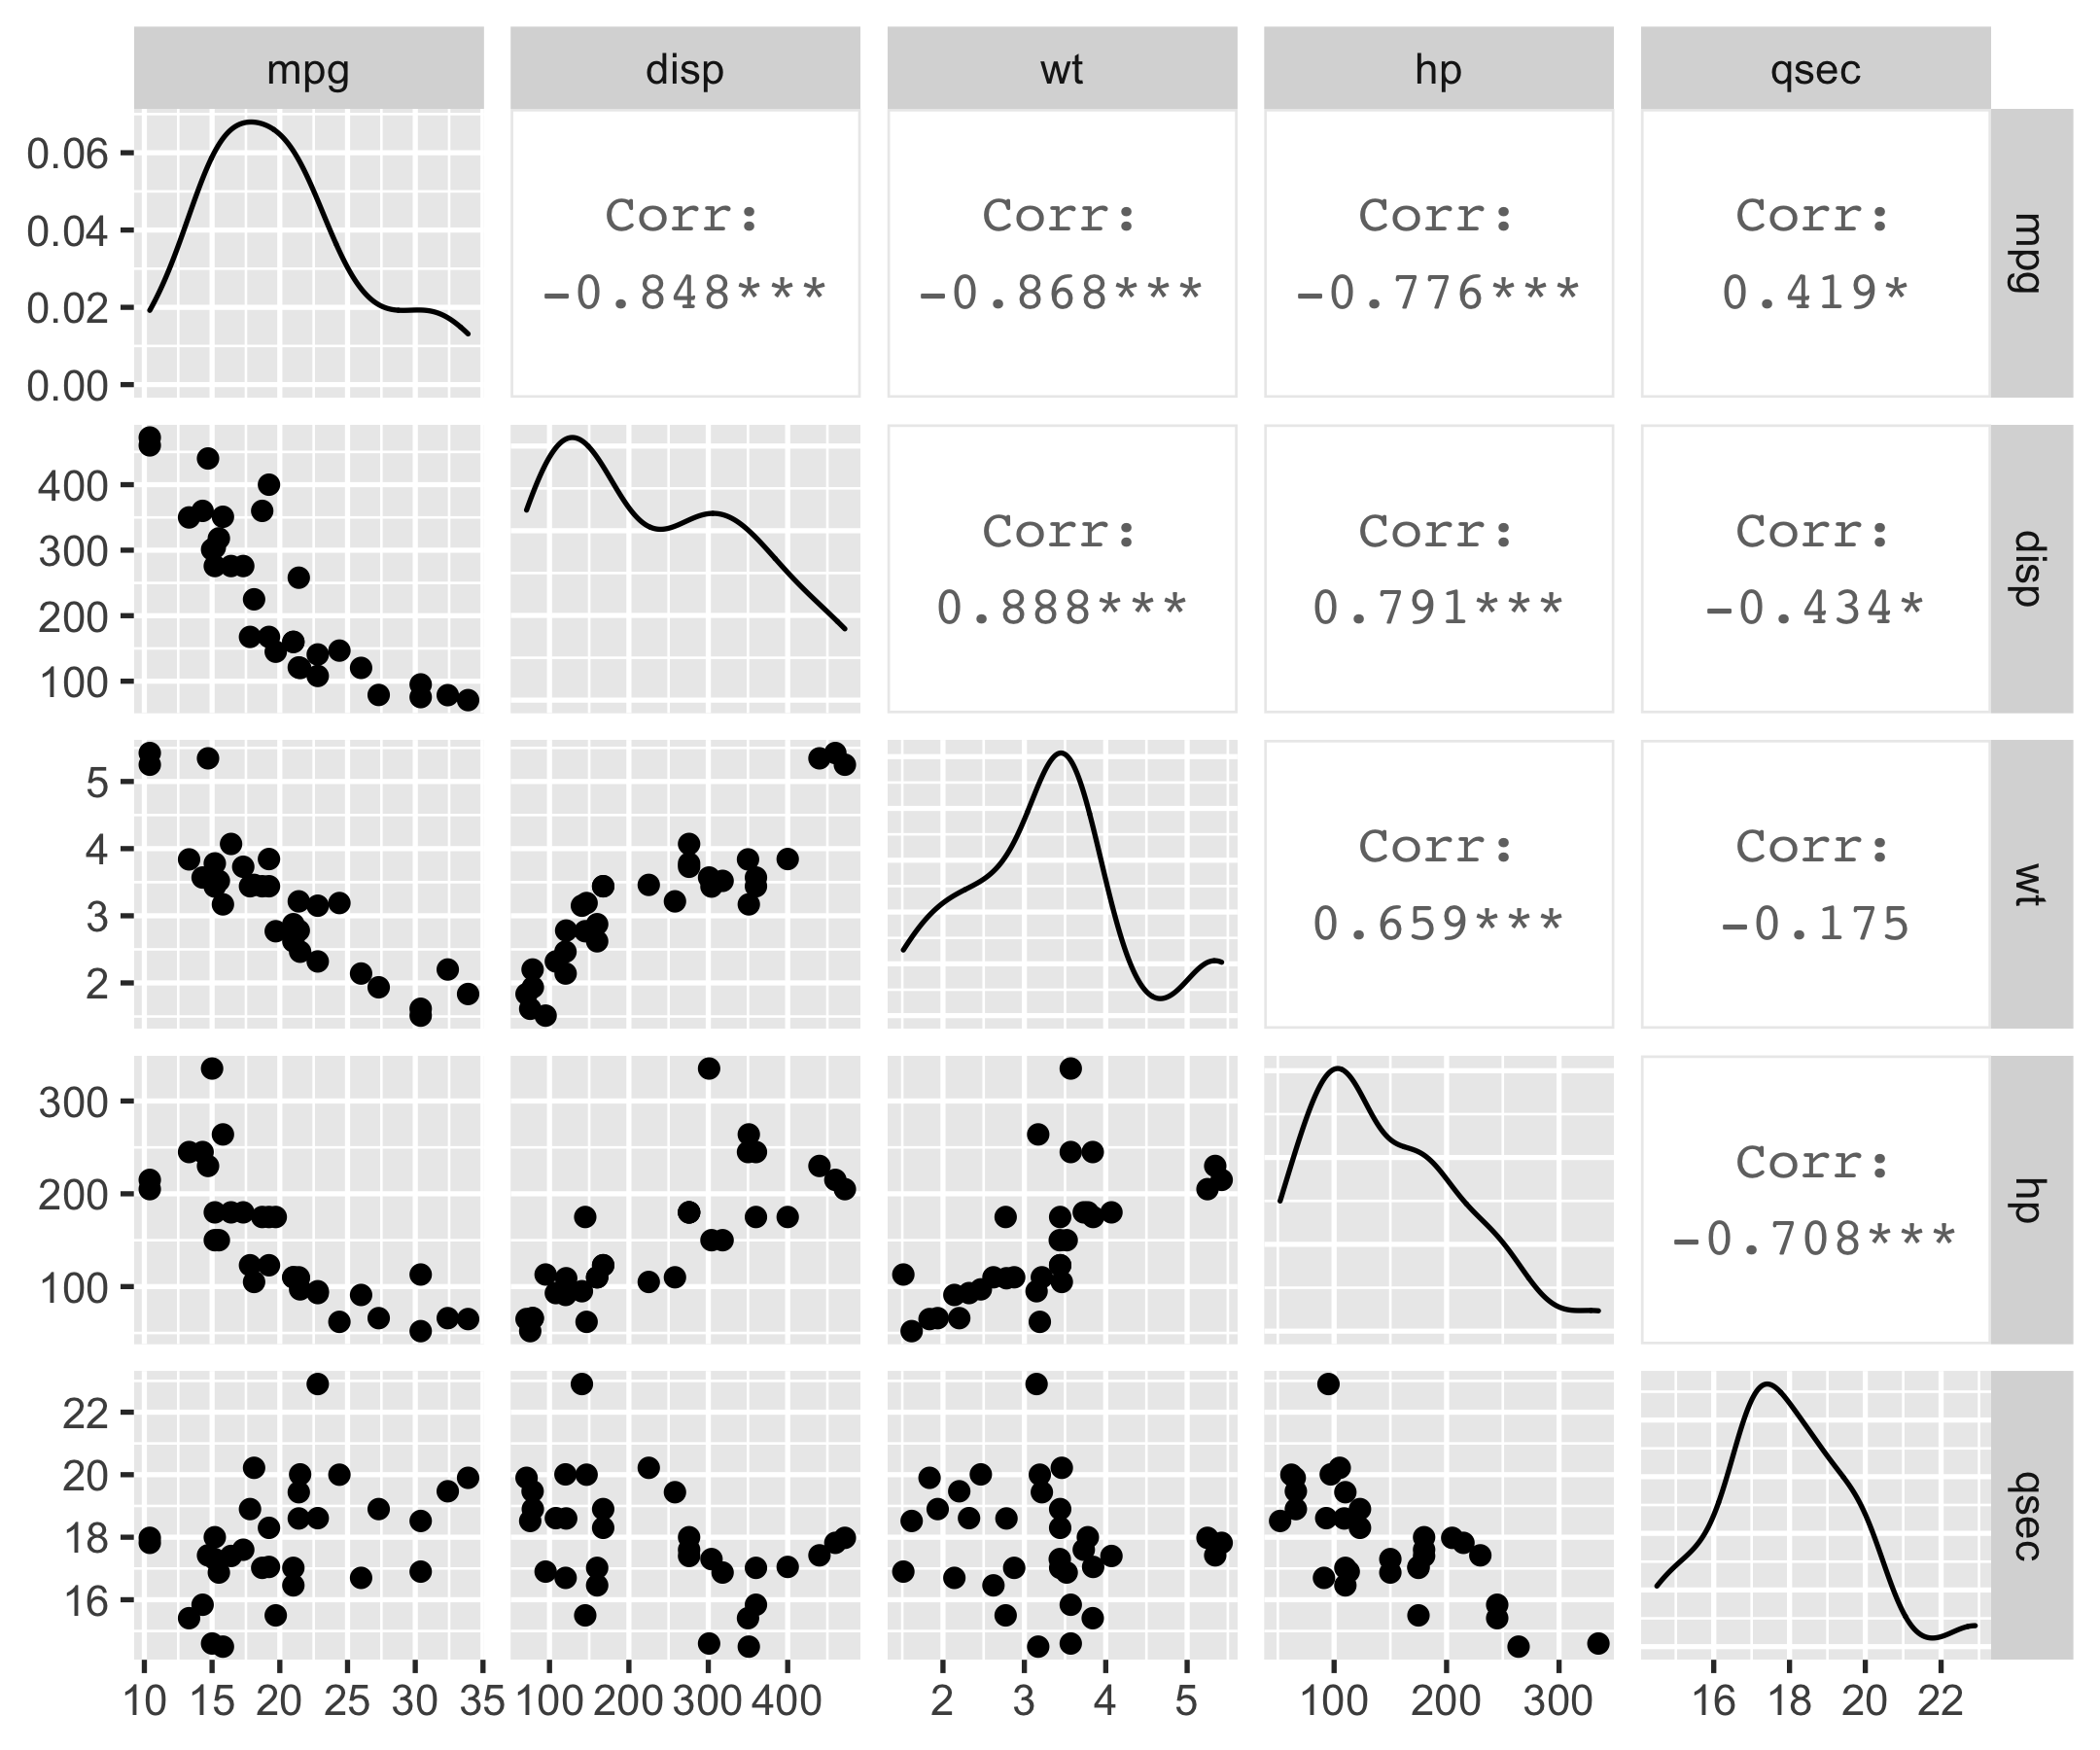 mpg disp wt hp qsec
0.06
0.04
0.02
0.00
Corr: Corr: Corr: Corr:
-0.848*** -0.868*** -0.776*** 0.419*
mpg
400
300
200
100
Corr: Corr: Corr:
0.888*** 0.791*** -0.434*
disp
5
4
3
2
Corr: Corr:
0.659*** -0.175
wt
300
200
100
Corr:
-0.708***
hp
22
20
18
16
qsec
10 15 20 25 30 35 100 200 300 400 2 3 4 5 100 200 300 16 18 20 22